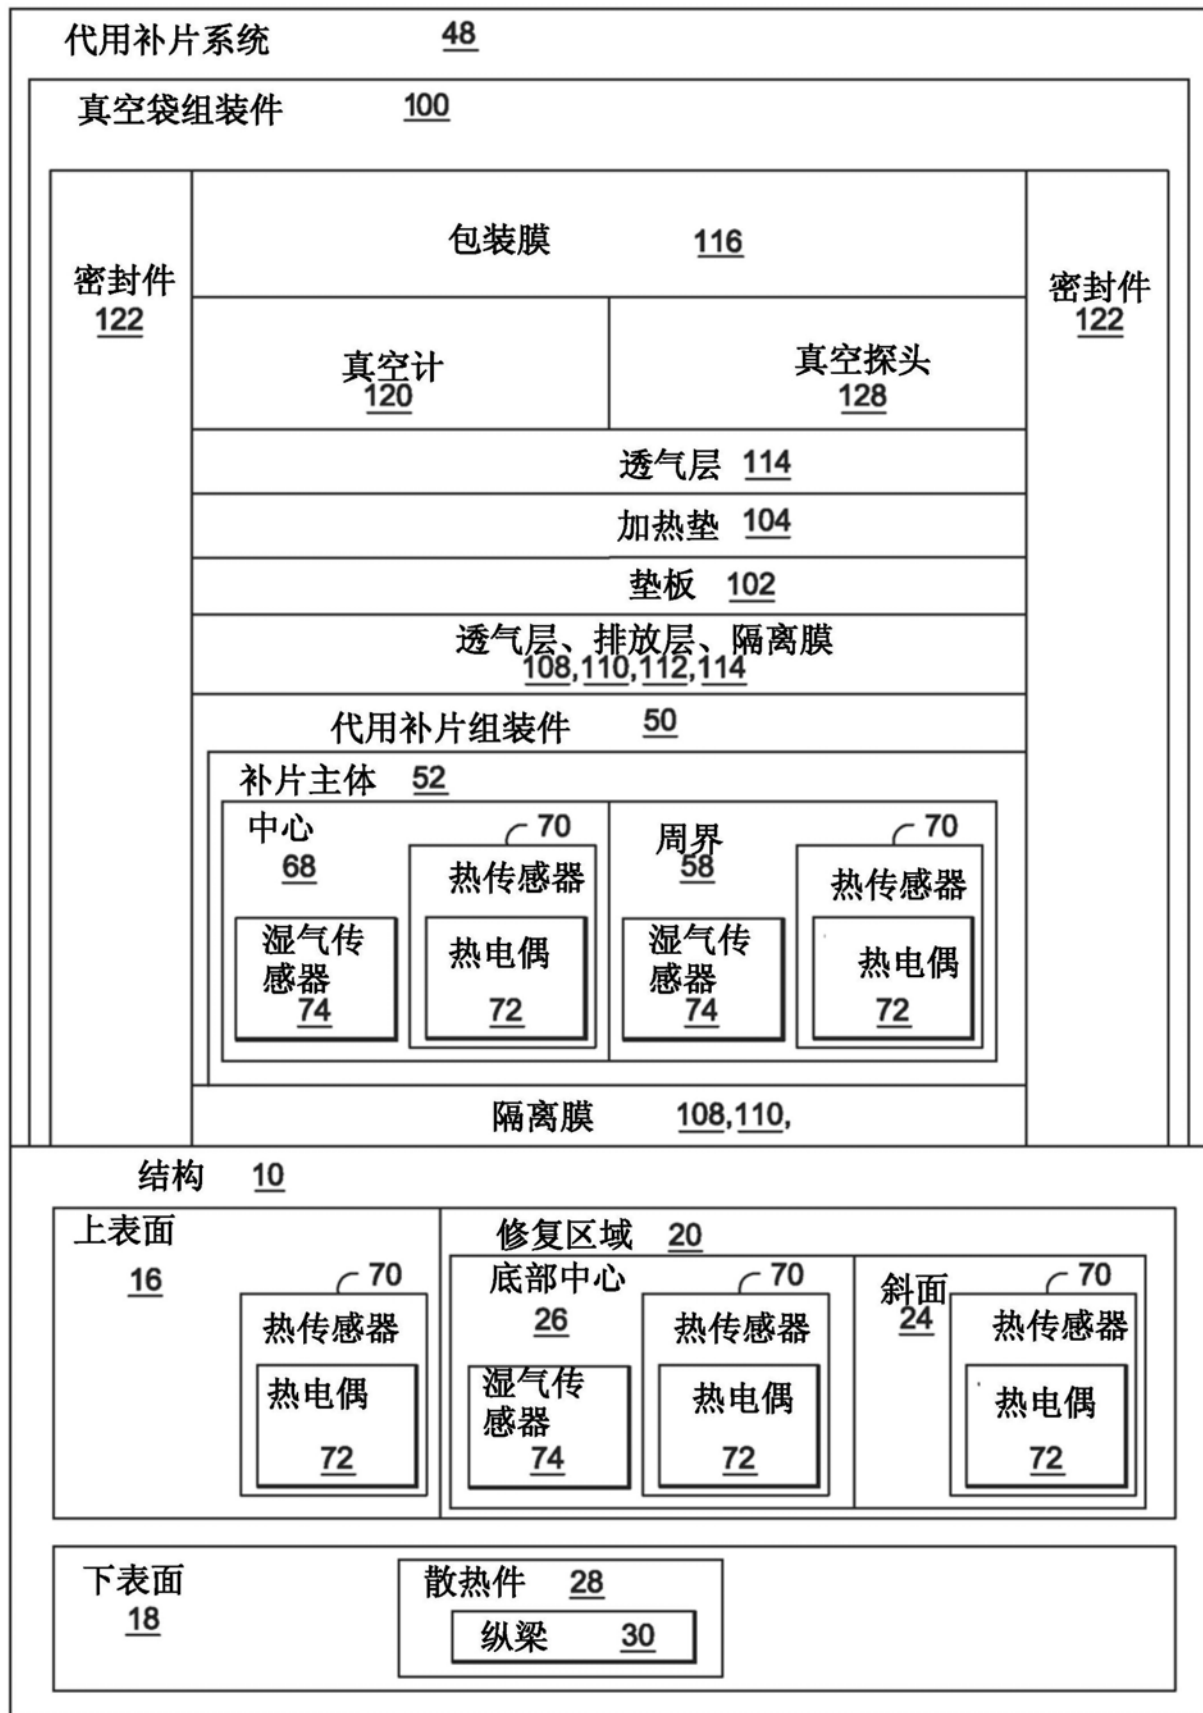 代用补片系统 48
真空袋组装件 100
包装膜 116
密封件
122
密封件
122
真空计
120
真空探头
128
透气层 114
加热垫 104
垫板 102
透气层、排放层、隔离膜
108,110,112,114
代用补片组装件 50
补片主体 52
中心
68
70
热传感器
湿气传
感器
74
热电偶
72
周界
58
70
热传感器
湿气传
感器
74
热电偶
72
隔离膜 108,110,
结构 10
上表面
16
70
热传感器
热电偶
72
修复区域 20
底部中心
26
70
热传感器
湿气传
感器
74
热电偶
72
斜面
24
70
热传感器
热电偶
72
下表面
18
散热件 28
纵梁 30